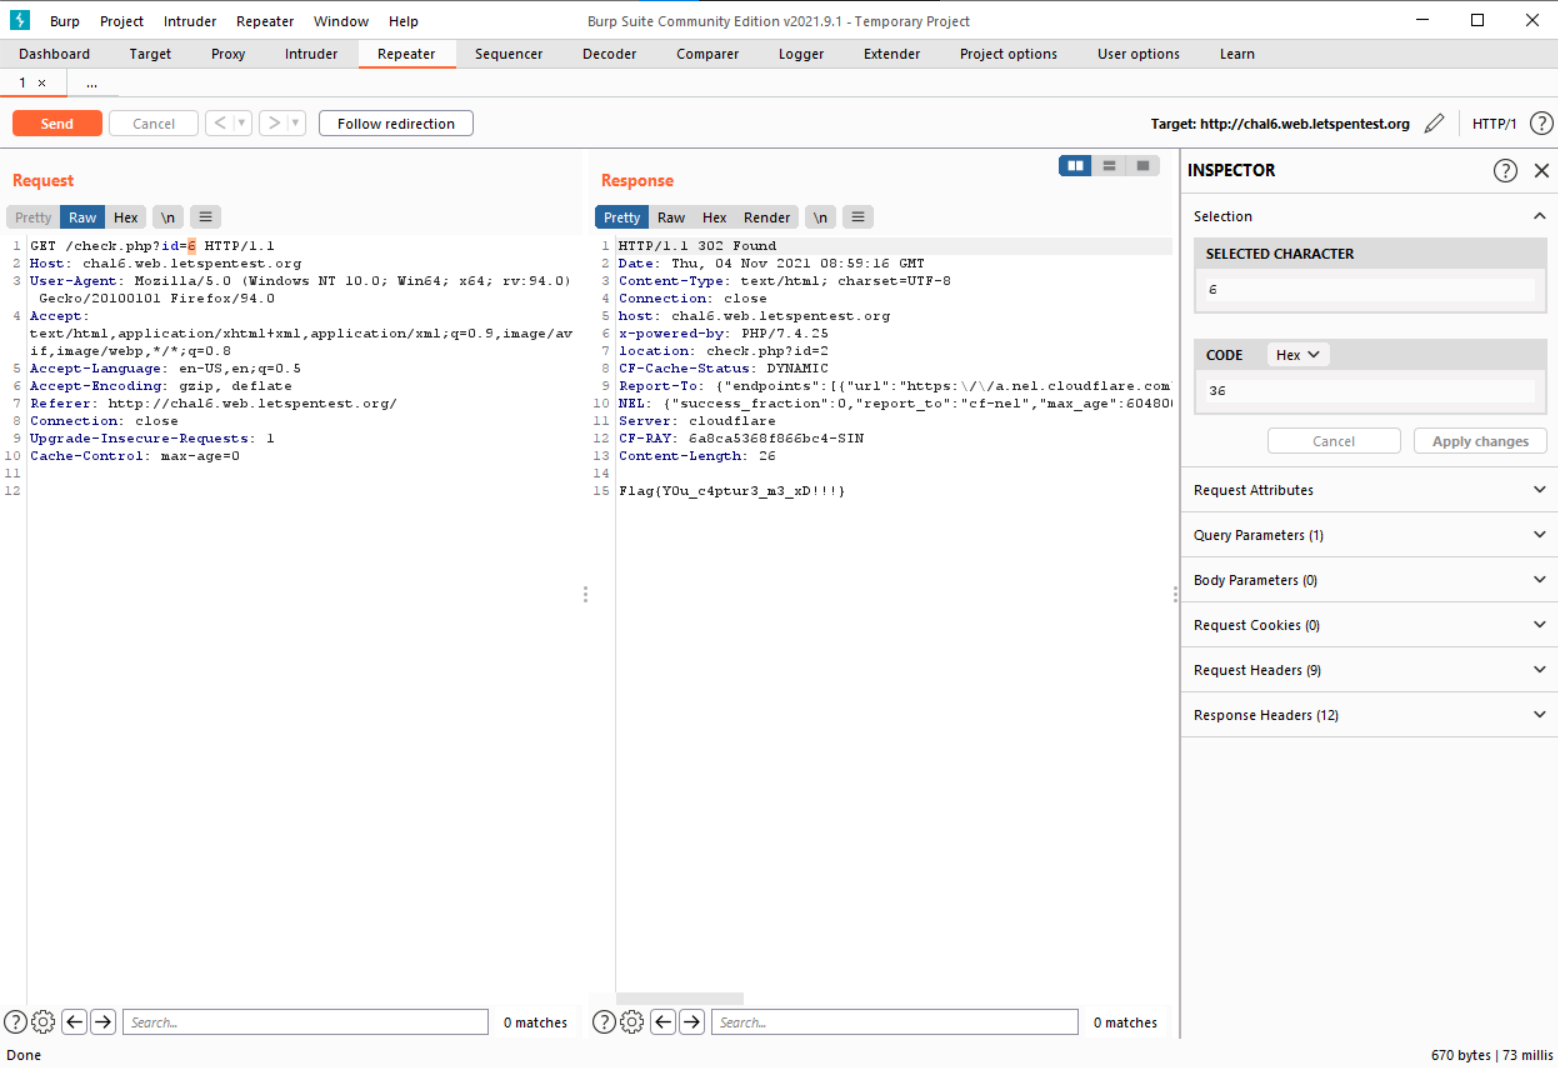 Burp Project Intruder Repeater Window Help Burp Suite Community Edition v2021.9.1 - Temporary Project
Dashboard Target Proxy Intruder Repeater Sequencer Decoder Comparer Logger Extender Project options User options Learn
1 × ...
Send Cancel < > Follow redirection Target: http://chal6.web.letspentest.org HTTP/1 ?
Request
Pretty Raw Hex \n
1 GET /check.php?id=6 HTTP/1.1
2 Host: chal6.web.letspentest.org
3 User-Agent: Mozilla/5.0 (Windows NT 10.0; Win64; x64; rv:94.0)
Gecko/20100101 Firefox/94.0
4 Accept:
text/html,application/xhtml+xml,application/xml;q=0.9,image/av
if,image/webp,*/*;q=0.8
5 Accept-Language: en-US,en;q=0.5
6 Accept-Encoding: gzip, deflate
7 Referer: http://chal6.web.letspentest.org/
8 Connection: close
9 Upgrade-Insecure-Requests: 1
10 Cache-Control: max-age=0
11
12
? Search... 0 matches
Response
Pretty Raw Hex Render \n
1 HTTP/1.1 302 Found
2 Date: Thu, 04 Nov 2021 08:59:16 GMT
3 Content-Type: text/html; charset=UTF-8
4 Connection: close
5 host: chal6.web.letspentest.org
6 x-powered-by: PHP/7.4.25
7 location: check.php?id=2
8 CF-Cache-Status: DYNAMIC
9 Report-To: {"endpoints":[{"url":"https:\/\/a.nel.cloudflare.com
10 NEL: {"success_fraction":0,"report_to":"cf-nel","max_age":60480
11 Server: cloudflare
12 CF-RAY: 6a8ca5368f866bc4-SIN
13 Content-Length: 26
14
15 Flag{Y0u_c4ptur3_m3_xD!!!}
? Search... 0 matches
INSPECTOR ?
Selection
SELECTED CHARACTER
6
CODE Hex
36
Cancel Apply changes
Request Attributes
Query Parameters (1)
Body Parameters (0)
Request Cookies (0)
Request Headers (9)
Response Headers (12)
Done 670 bytes | 73 millis